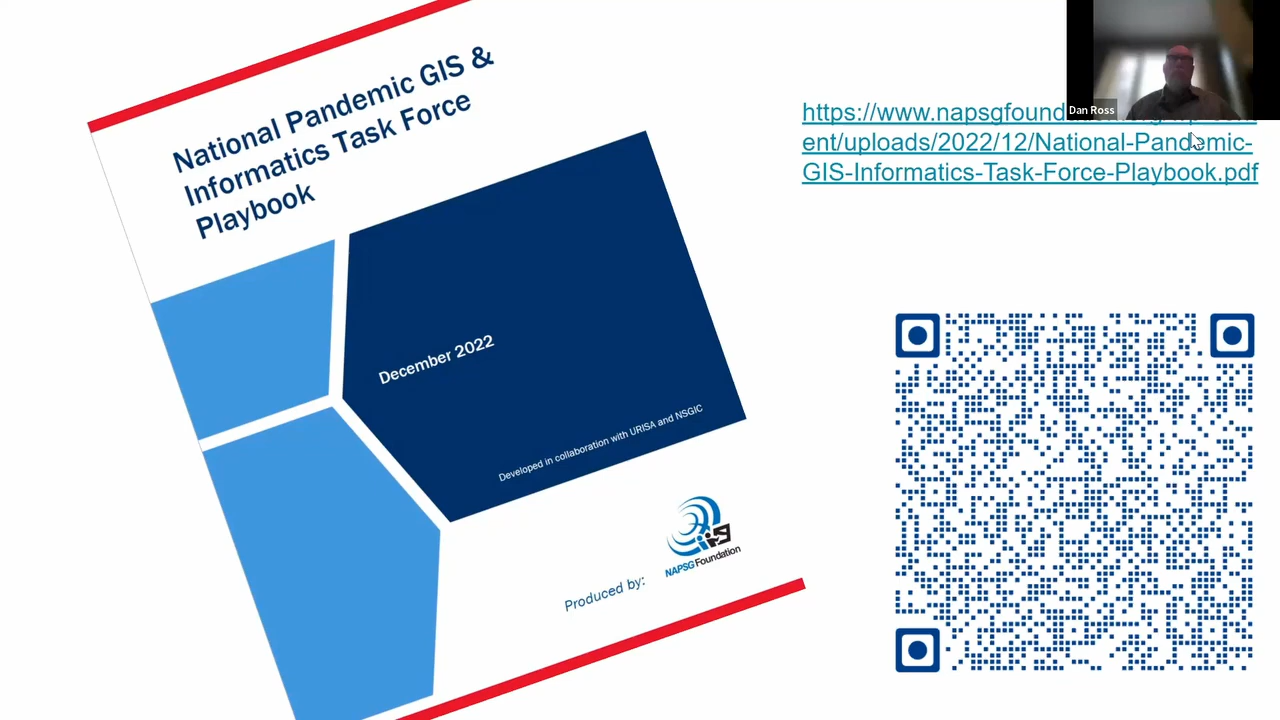 National Pandemic GIS &
Informatics Task Force
Playbook
December 2022
Developed in collaboration with URISA and NSGIC
Produced by:
NAPSG Foundation
Dan Ross
https://www.napsgfound
ent/uploads/2022/12/National-Pandemic-
GIS-Informatics-Task-Force-Playbook.pdf